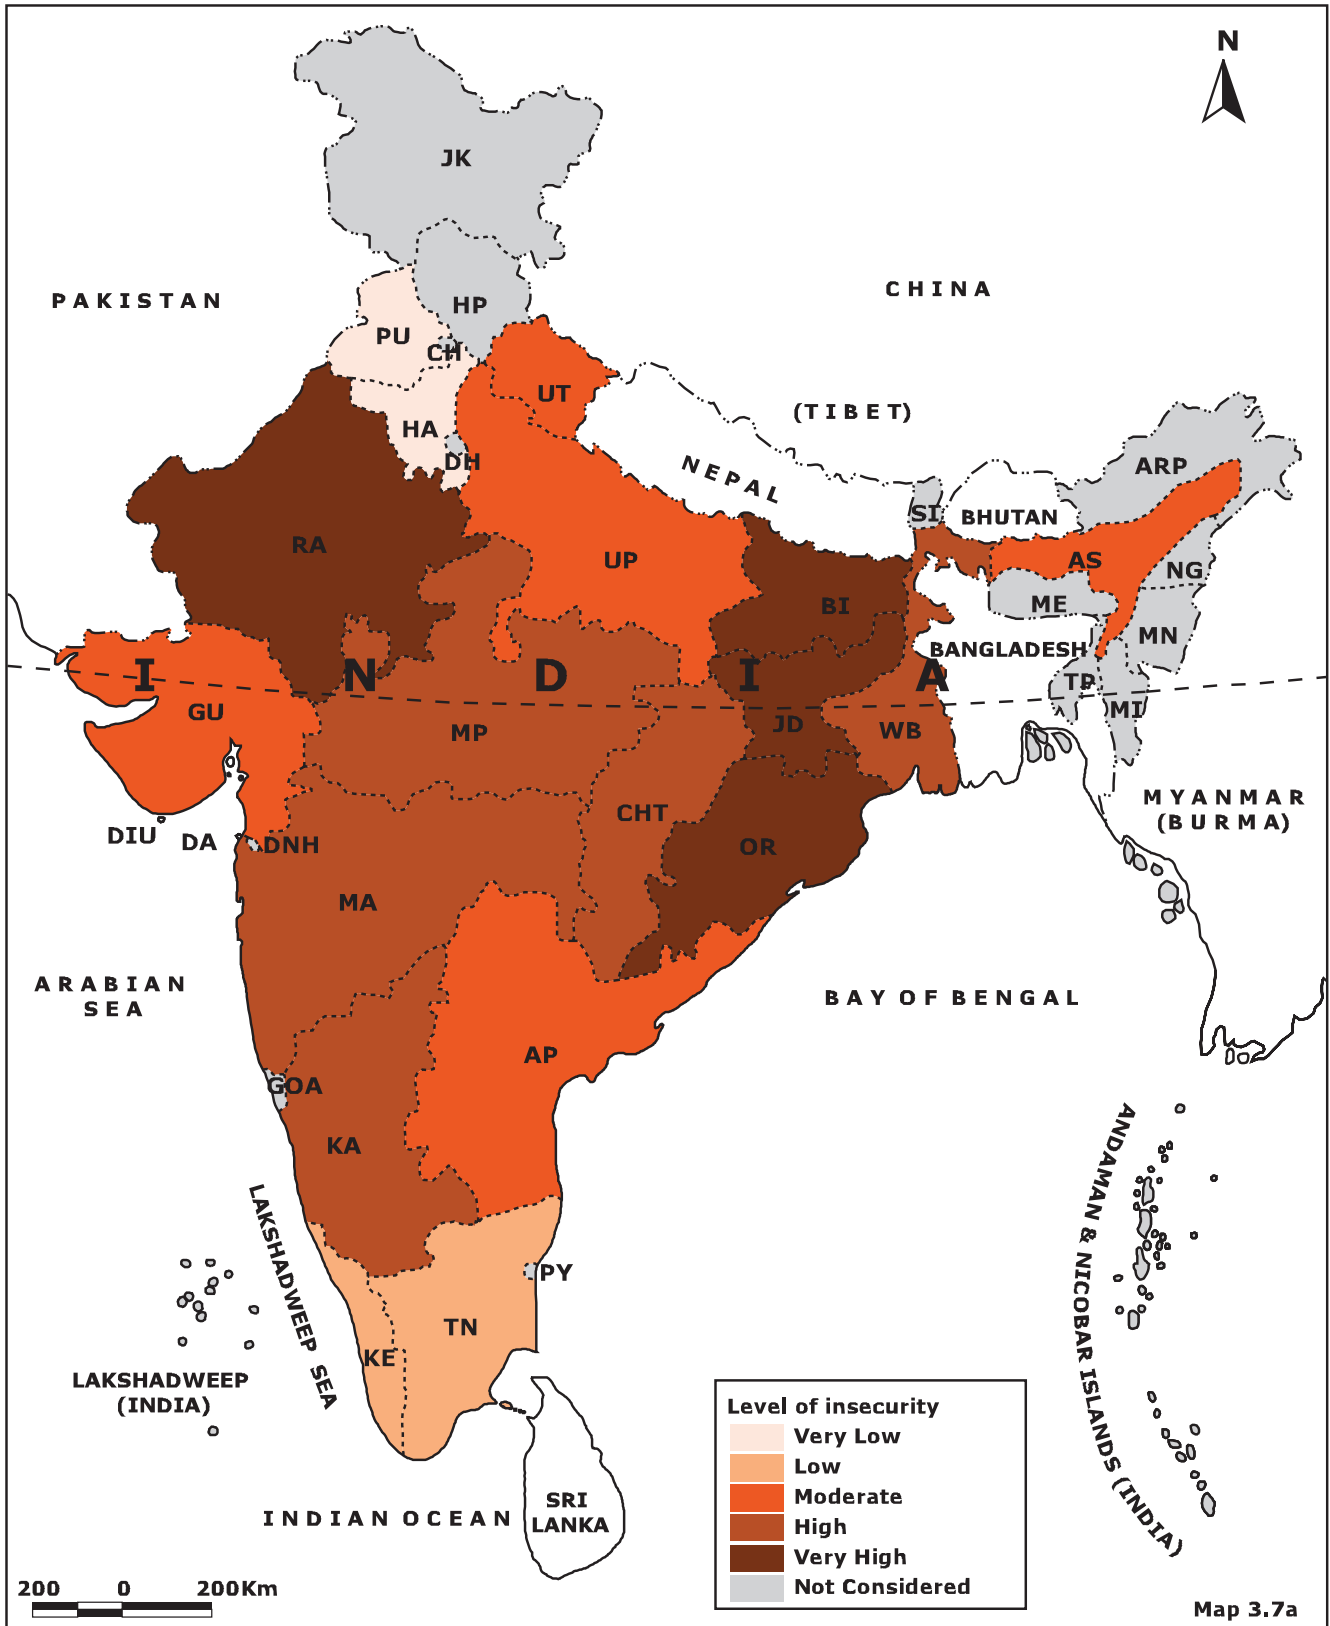 N
JK
PAKISTAN
CHINA
HP
PU
CH
UT
(TIBET)
HA
DH
NEPAL
ARP
SI
BHUTAN
RA
UP
AS
NG
BI
ME
MN
BANGLADESH
I N D I A
TP
MI
GU
MP
JD
WB
CHT
MYANMAR
(BURMA)
DIU
DA
DNH
OR
MA
ARABIAN
SEA
BAY OF BENGAL
AP
GOA
KA
ANDAMAN & NICOBAR ISLANDS (INDIA)
LAKSHADWEEP SEA
PY
TN
KE
LAKSHADWEEP
(INDIA)
Level of insecurity
Very Low
Low
Moderate
High
Very High
Not Considered
INDIAN OCEAN
SRI
LANKA
200 0 200Km
Map 3.7a